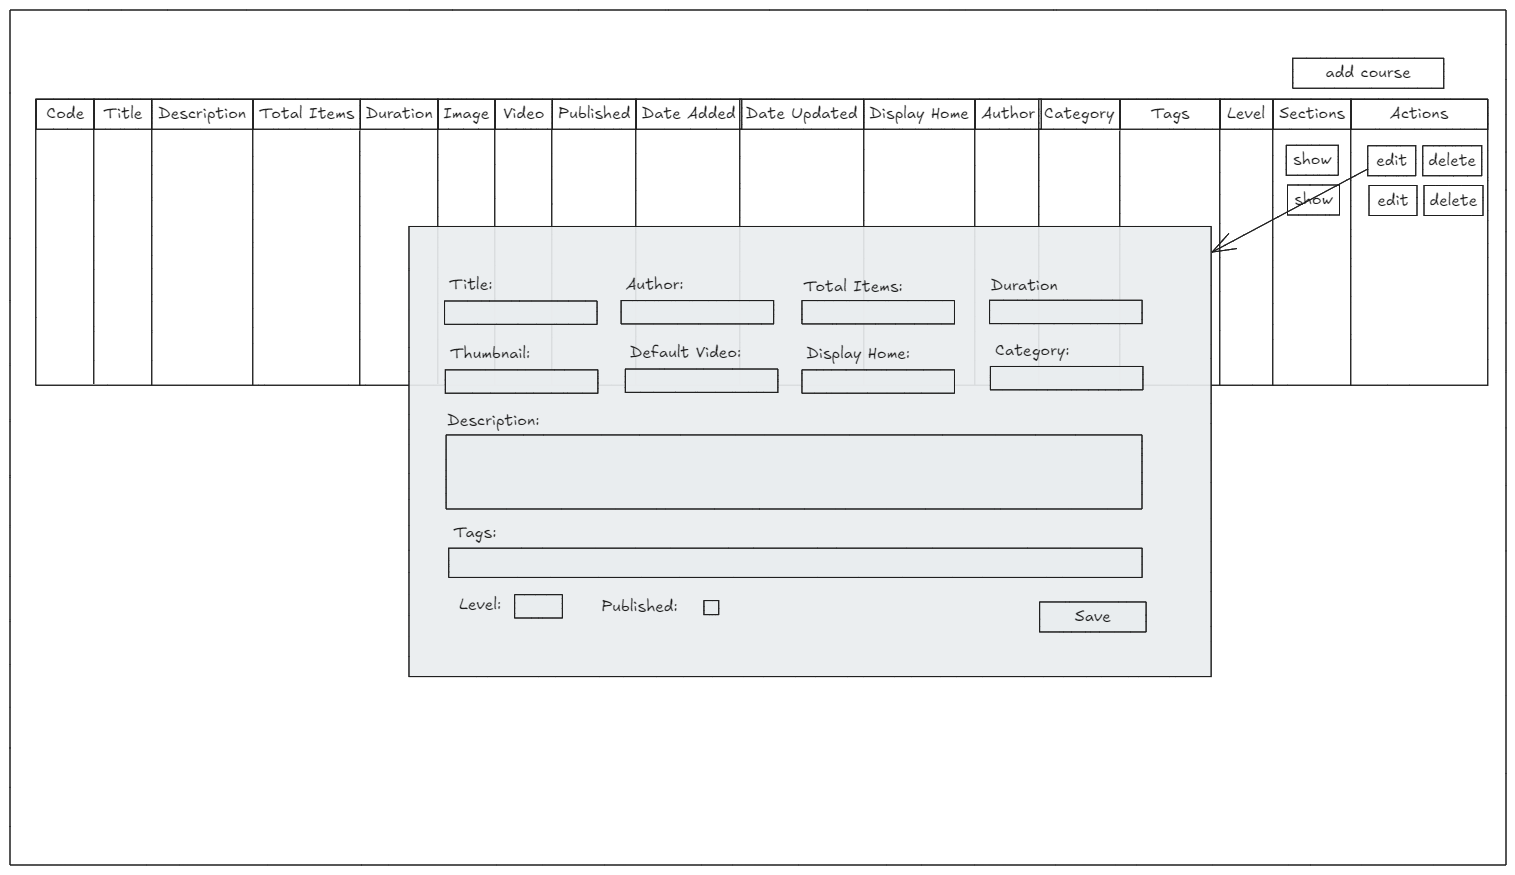 add course
Code Title Description Total Items Duration Image Video Published Date Added Date Updated Display Home Author Category Tags Level Sections Actions
show edit delete
show edit delete
Title: Author: Total Items: Duration
Thumbnail: Default Video: Display Home: Category:
Description:
Tags:
Level: Published:
Save